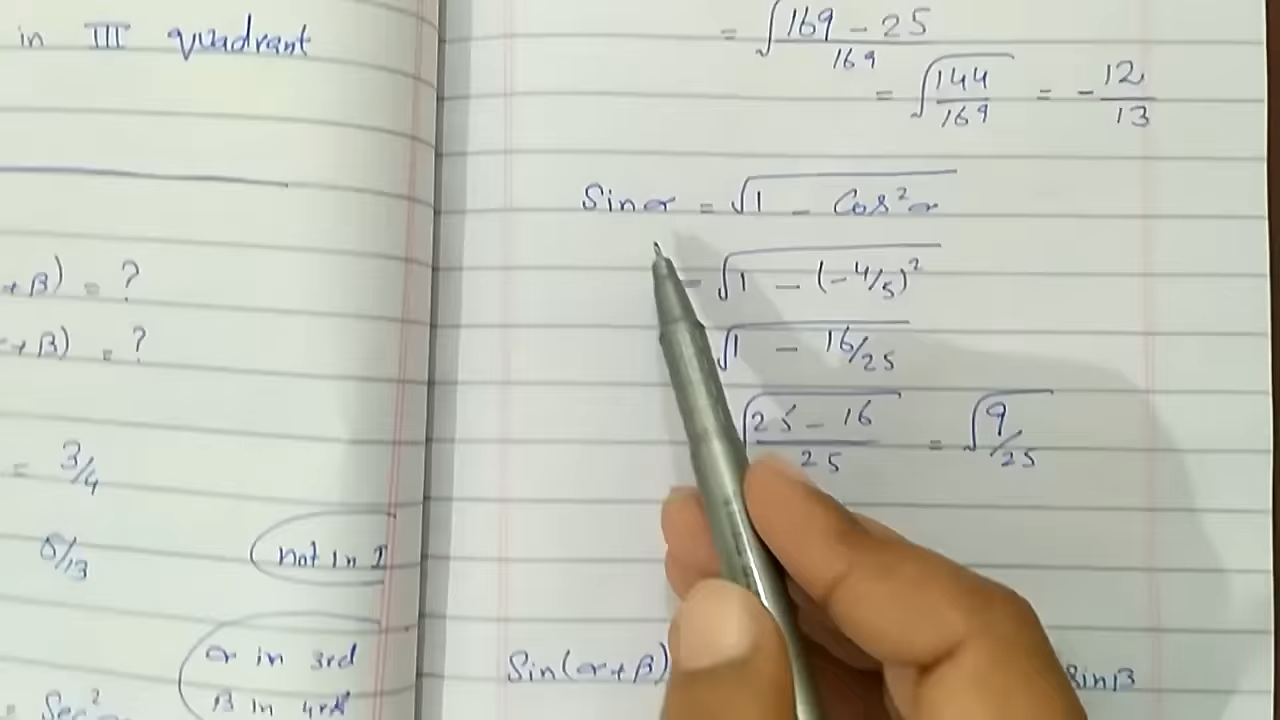 in III quadrant
+ β) = ?
+ β) = ?
= 3/4
5/13
not in I
α in 3rd
β in 4th
= Sec²
= √169 - 25/169
= √144/169 = - 12/13
Sinα = √1 - Cos²α
= √1 - (-4/5)²
√1 - 16/25
√25 - 16/25 = √9/25
Sin(α+β)
Sinβ